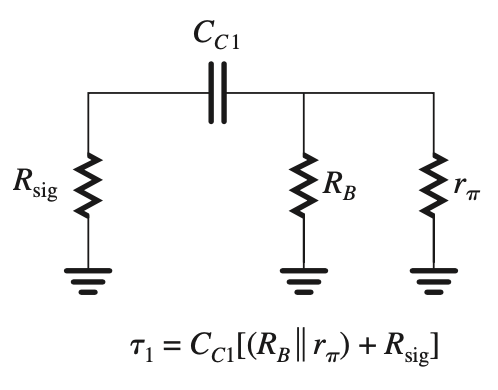 C_{C1}
R_{sig}
R_B
r_π
τ_1 = C_{C1}[(R_B || r_π) + R_{sig}]